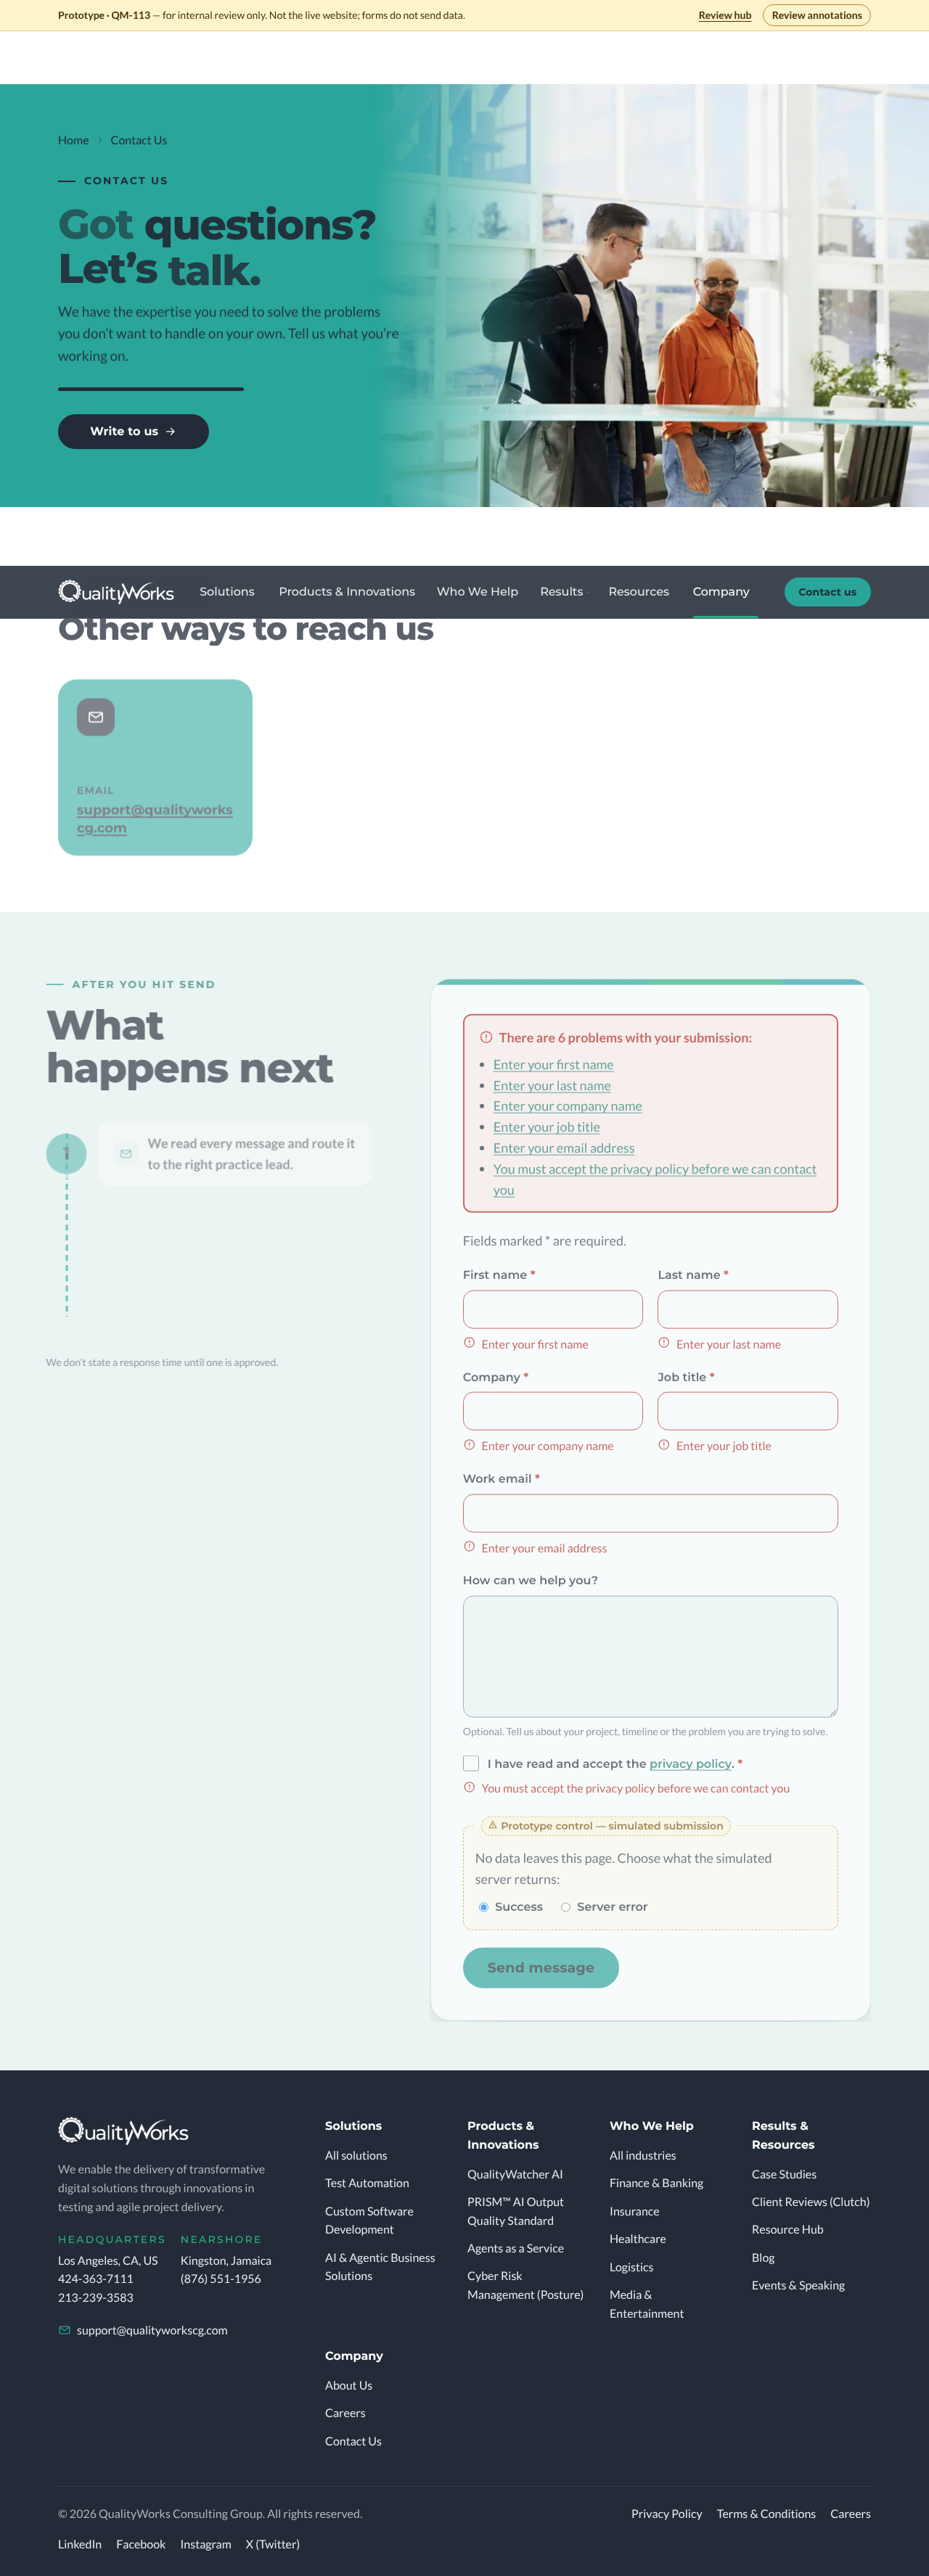 Prototype · QM-113 — for internal review only. Not the live website; forms do not send data.
Review hub
Review annotations
Home
Contact Us
CONTACT US
Got questions?
Let’s talk.
We have the expertise you need to solve the problems
you don’t want to handle on your own. Tell us what you’re
working on.
Write to us
QualityWorks
Solutions
Products & Innovations
Who We Help
Results
Resources
Company
Contact us
Other ways to reach us
EMAIL
support@qualityworks
cg.com
AFTER YOU HIT SEND
What
happens next
1
We read every message and route it
to the right practice lead.
We don’t state a response time until one is approved.
There are 6 problems with your submission:
Enter your first name
Enter your last name
Enter your company name
Enter your job title
Enter your email address
You must accept the privacy policy before we can contact
you
Fields marked * are required.
First name *
Last name *
Enter your first name
Enter your last name
Company *
Job title *
Enter your company name
Enter your job title
Work email *
Enter your email address
How can we help you?
Optional. Tell us about your project, timeline or the problem you are trying to solve.
I have read and accept the privacy policy. *
You must accept the privacy policy before we can contact you
Prototype control — simulated submission
No data leaves this page. Choose what the simulated
server returns:
Success
Server error
Send message
QualityWorks
We enable the delivery of transformative
digital solutions through innovations in
testing and agile project delivery.
HEADQUARTERS
Los Angeles, CA, US
424-363-7111
213-239-3583
NEARSHORE
Kingston, Jamaica
(876) 551-1956
support@qualityworkscg.com
Solutions
All solutions
Test Automation
Custom Software
Development
AI & Agentic Business
Solutions
Products &
Innovations
QualityWatcher AI
PRISM™ AI Output
Quality Standard
Agents as a Service
Cyber Risk
Management (Posture)
Who We Help
All industries
Finance & Banking
Insurance
Healthcare
Logistics
Media &
Entertainment
Results &
Resources
Case Studies
Client Reviews (Clutch)
Resource Hub
Blog
Events & Speaking
Company
About Us
Careers
Contact Us
© 2026 QualityWorks Consulting Group. All rights reserved.
Privacy Policy
Terms & Conditions
Careers
LinkedIn
Facebook
Instagram
X (Twitter)